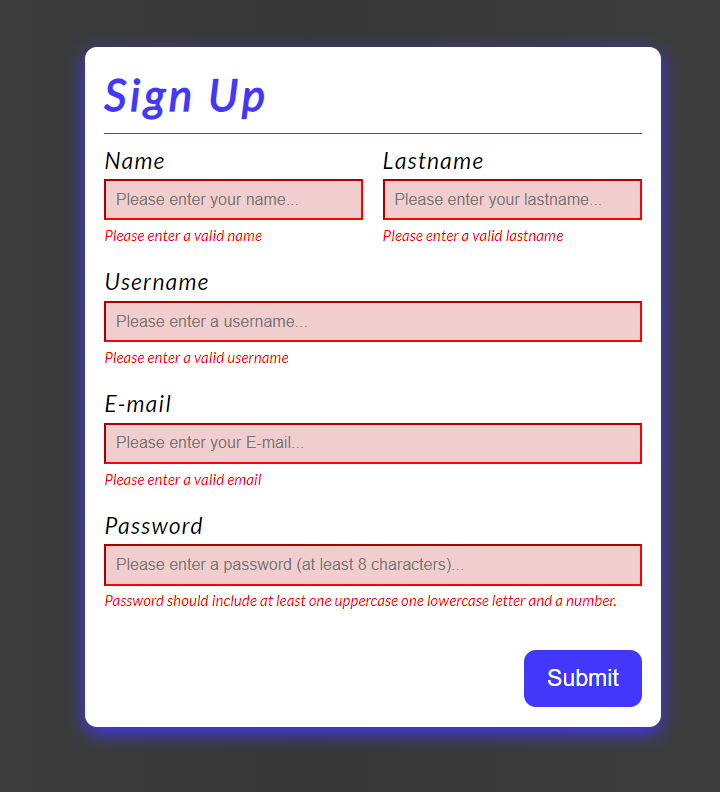 Sign Up
Name
Lastname
Please enter your name...
Please enter your lastname...
Please enter a valid name
Please enter a valid lastname
Username
Please enter a username...
Please enter a valid username
E-mail
Please enter your E-mail...
Please enter a valid email
Password
Please enter a password (at least 8 characters)...
Password should include at least one uppercase one lowercase letter and a number.
Submit